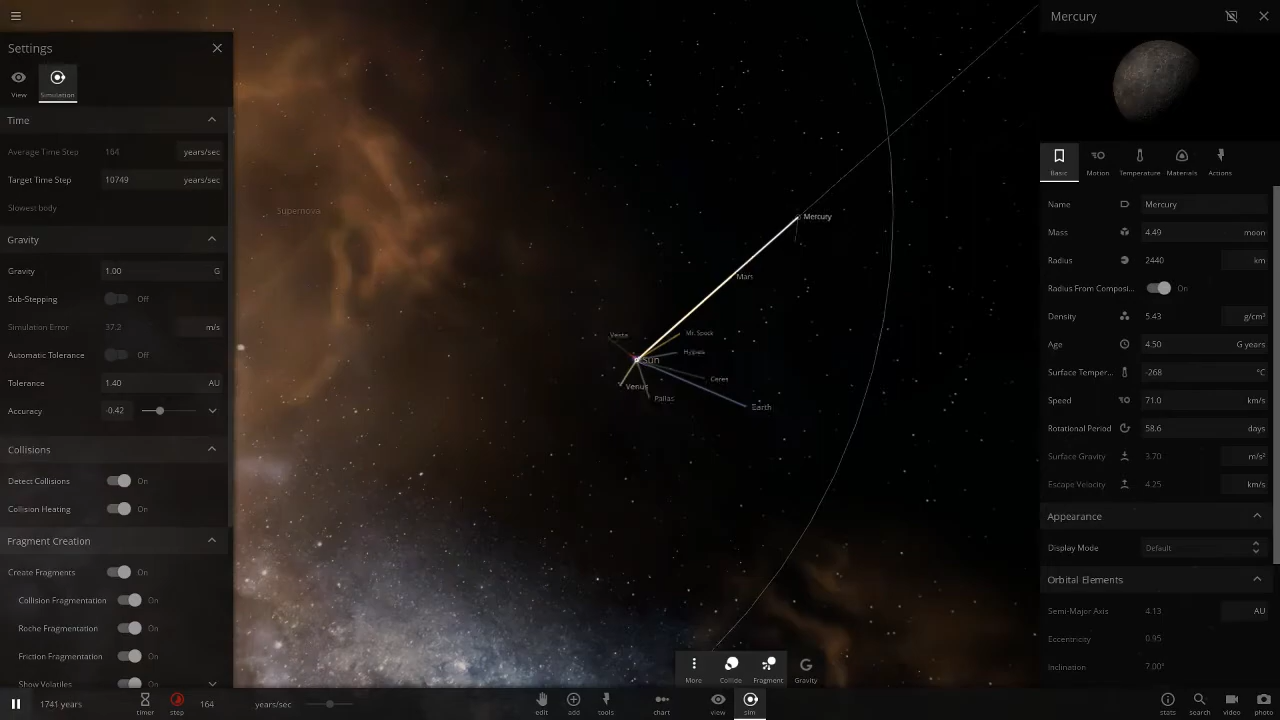 Settings
View
Simulation
Time
Average Time Step 164 years/sec
Target Time Step 10749 years/sec
Slowest body
Gravity
Gravity 1.00 G
Sub-Stepping Off
Simulation Error 37.2 m/s
Automatic Tolerance Off
Tolerance 1.40 AU
Accuracy -0.42
Collisions
Detect Collisions On
Collision Heating On
Fragment Creation
Create Fragments On
Collision Fragmentation On
Roche Fragmentation On
Friction Fragmentation On
Show Volatiles On
Supernova
Mercury
Mars
Vesta
Mr. Spock
Sun
Hygiea
Ceres
Venus
Pallas
Earth
Mercury
Basic
Motion
Temperature
Materials
Actions
Name Mercury
Mass 4.49 moon
Radius 2440 km
Radius From Composi... On
Density 5.43 g/cm³
Age 4.50 G years
Surface Temper... -268 °C
Speed 71.0 km/s
Rotational Period 58.6 days
Surface Gravity 3.70 m/s²
Escape Velocity 4.25 km/s
Appearance
Display Mode Default
Orbital Elements
Semi-Major Axis 4.13 AU
Eccentricity 0.95
Inclination 7.00°
More
Collide
Fragment
Gravity
1741 years
timer
step
164 years/sec
edit
add
tools
chart
view
sim
stats
search
video
photo